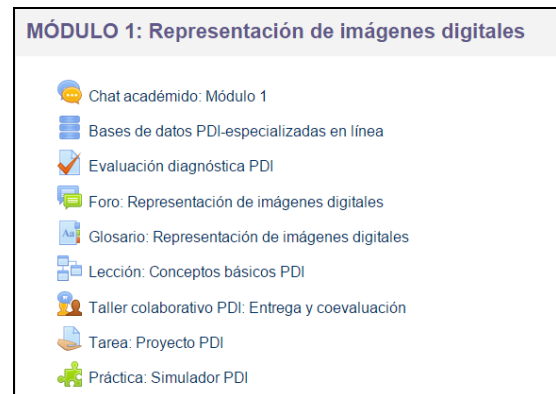 MÓDULO 1: Representación de imágenes digitales
Chat académido: Módulo 1
Bases de datos PDI-especializadas en línea
Evaluación diagnóstica PDI
Foro: Representación de imágenes digitales
Glosario: Representación de imágenes digitales
Lección: Conceptos básicos PDI
Taller colaborativo PDI: Entrega y coevaluación
Tarea: Proyecto PDI
Práctica: Simulador PDI